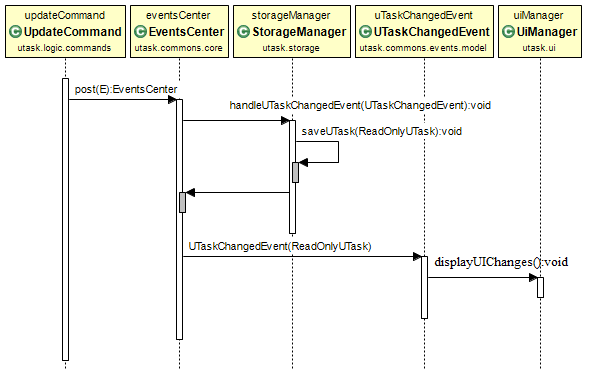 updateCommand
UpdateCommand
utask.logic.commands
eventsCenter
EventsCenter
utask.commons.core
storageManager
StorageManager
utask.storage
uTaskChangedEvent
UTaskChangedEvent
utask.commons.events.model
uiManager
UiManager
utask.ui
post(E):EventsCenter
handleUTaskChangedEvent(UTaskChangedEvent):void
saveUTask(ReadOnlyUTask):void
UTaskChangedEvent(ReadOnlyUTask)
displayUIChanges():void